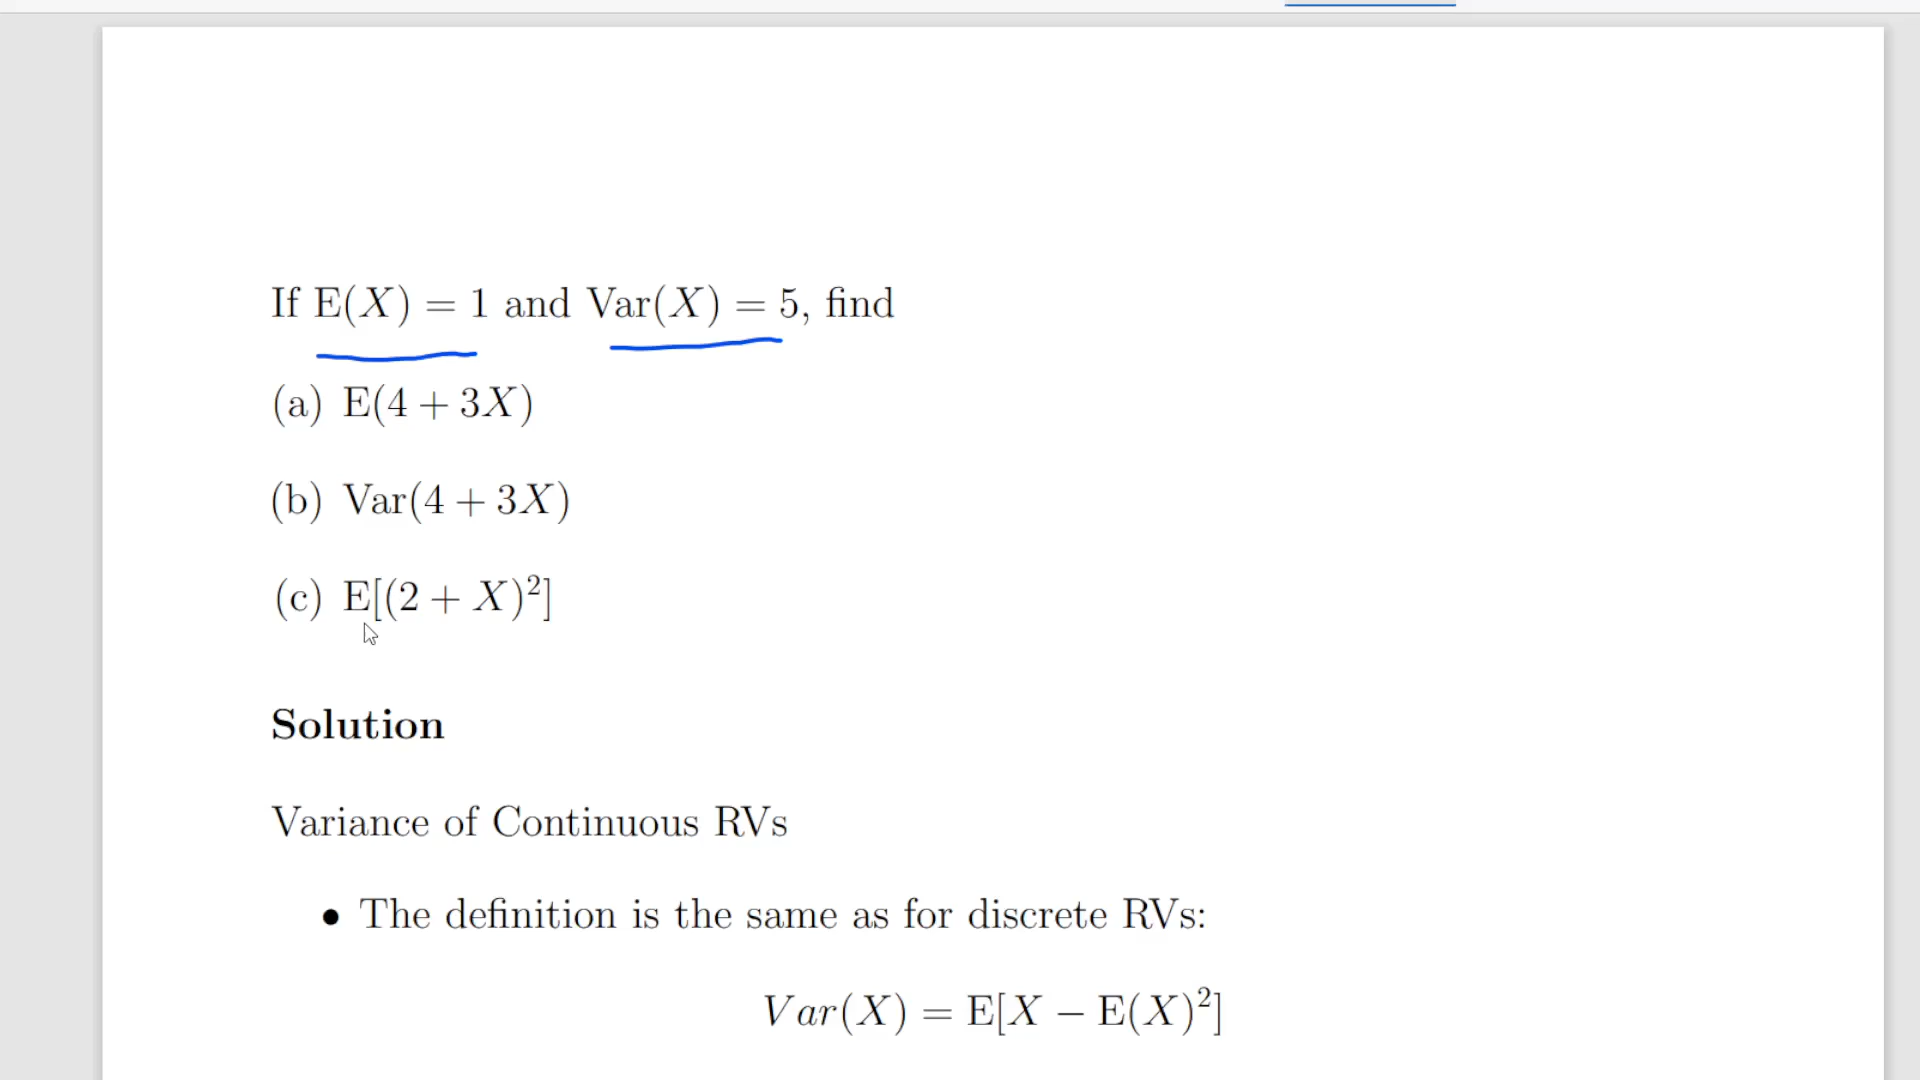 If E(X) = 1 and Var(X) = 5, find
(a) E(4 + 3X)
(b) Var(4 + 3X)
(c) E[(2 + X)²]
Solution
Variance of Continuous RVs
• The definition is the same as for discrete RVs:
Var(X) = E[X − E(X)²]